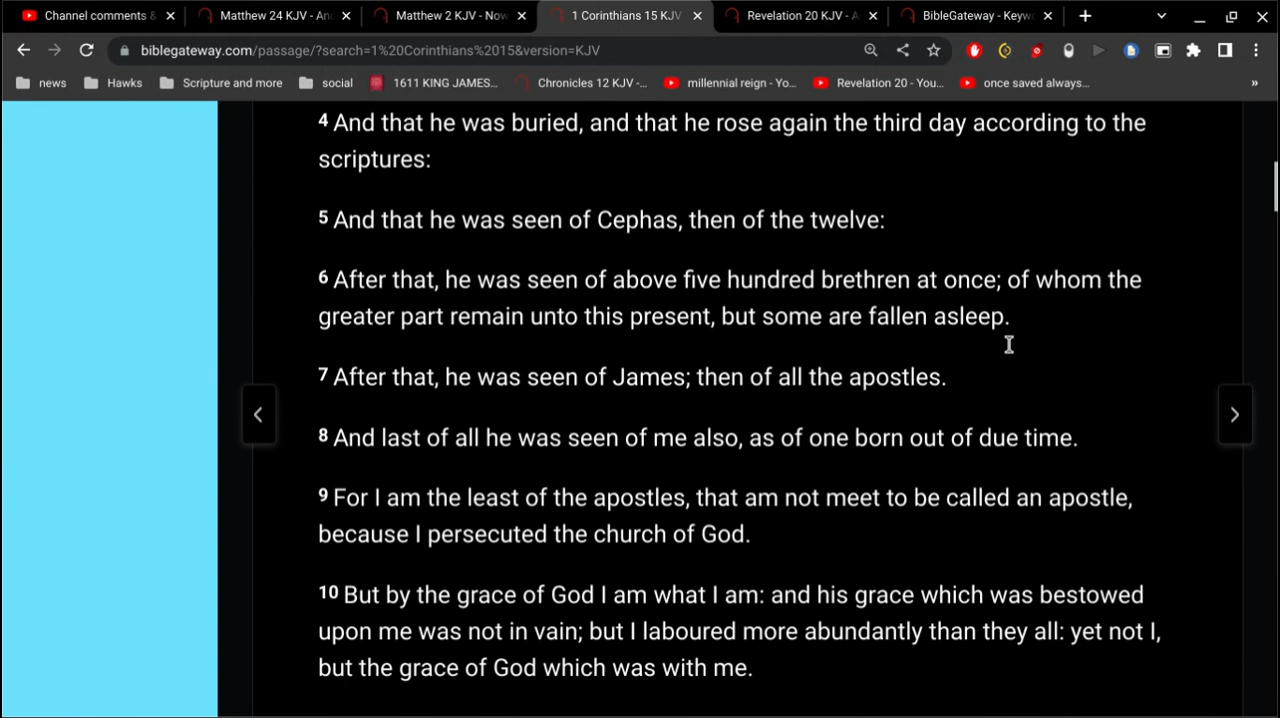 Channel comments &
Matthew 24 KJV - And
Matthew 2 KJV - Now
1 Corinthians 15 KJV
Revelation 20 KJV - A
BibleGateway - Keyw
biblegateway.com/passage/?search=1%20Corinthians%2015&version=KJV
news
Hawks
Scripture and more
social
1611 KING JAMES...
Chronicles 12 KJV -...
millennial reign - Yo...
Revelation 20 - You...
once saved always...
»
4 And that he was buried, and that he rose again the third day according to the
scriptures:
5 And that he was seen of Cephas, then of the twelve:
6 After that, he was seen of above five hundred brethren at once; of whom the
greater part remain unto this present, but some are fallen asleep.
7 After that, he was seen of James; then of all the apostles.
8 And last of all he was seen of me also, as of one born out of due time.
9 For I am the least of the apostles, that am not meet to be called an apostle,
because I persecuted the church of God.
10 But by the grace of God I am what I am: and his grace which was bestowed
upon me was not in vain; but I laboured more abundantly than they all: yet not I,
but the grace of God which was with me.